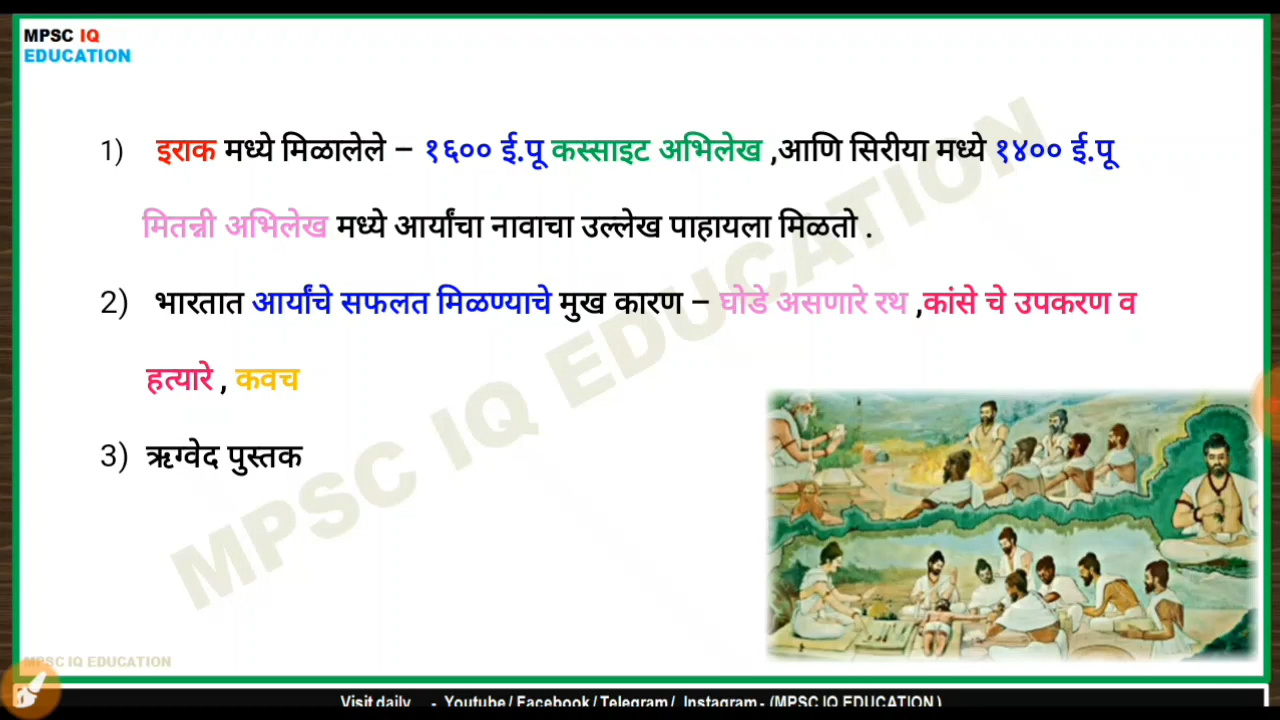 MPSC IQ
EDUCATION
1) इराक मध्ये मिळालेले – १६०० ई.पू कस्साइट अभिलेख ,आणि सिरीया मध्ये १४०० ई.पू
मितन्नी अभिलेख मध्ये आर्यांचा नावाचा उल्लेख पाहायला मिळतो .
2) भारतात आर्यांचे सफलत मिळण्याचे मुख कारण – घोडे असणारे रथ ,कांसे चे उपकरण व
हत्यारे , कवच
3) ऋग्वेद पुस्तक
MPSC IQ EDUCATION
MPSC IQ EDUCATION
Visit daily - Youtube / Facebook / Telegram / Instagram - (MPSC IQ EDUCATION )